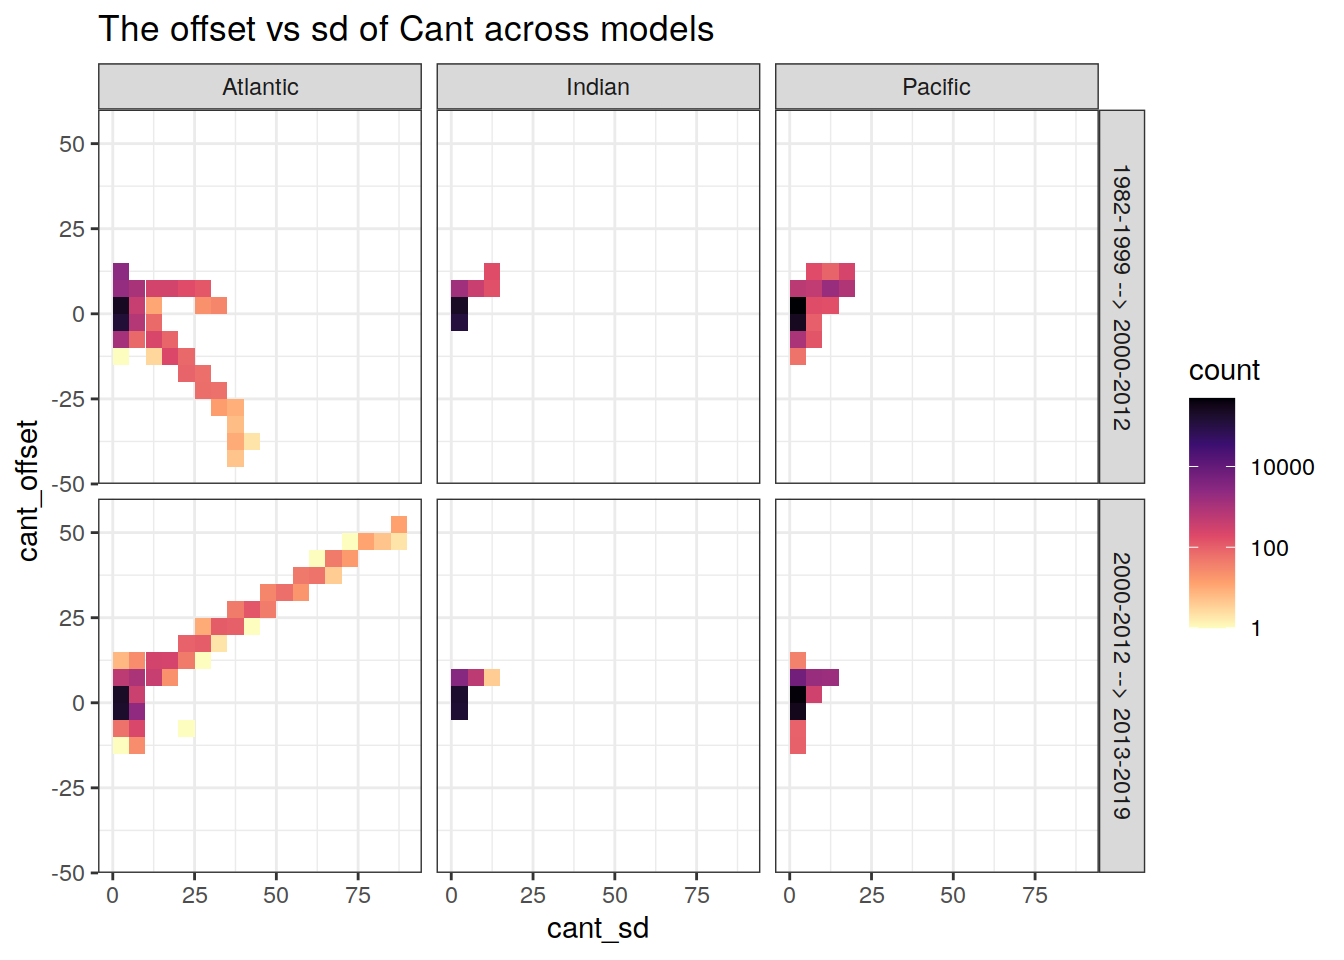 The offset vs sd of Cant across models
Atlantic Indian Pacific
50
25
0
-25
-50
1982-1999 --> 2000-2012
50
25
0
-25
-50
2000-2012 --> 2013-2019
cant_offset
0 25 50 75 0 25 50 75 0 25 50 75
cant_sd
count
10000
100
1